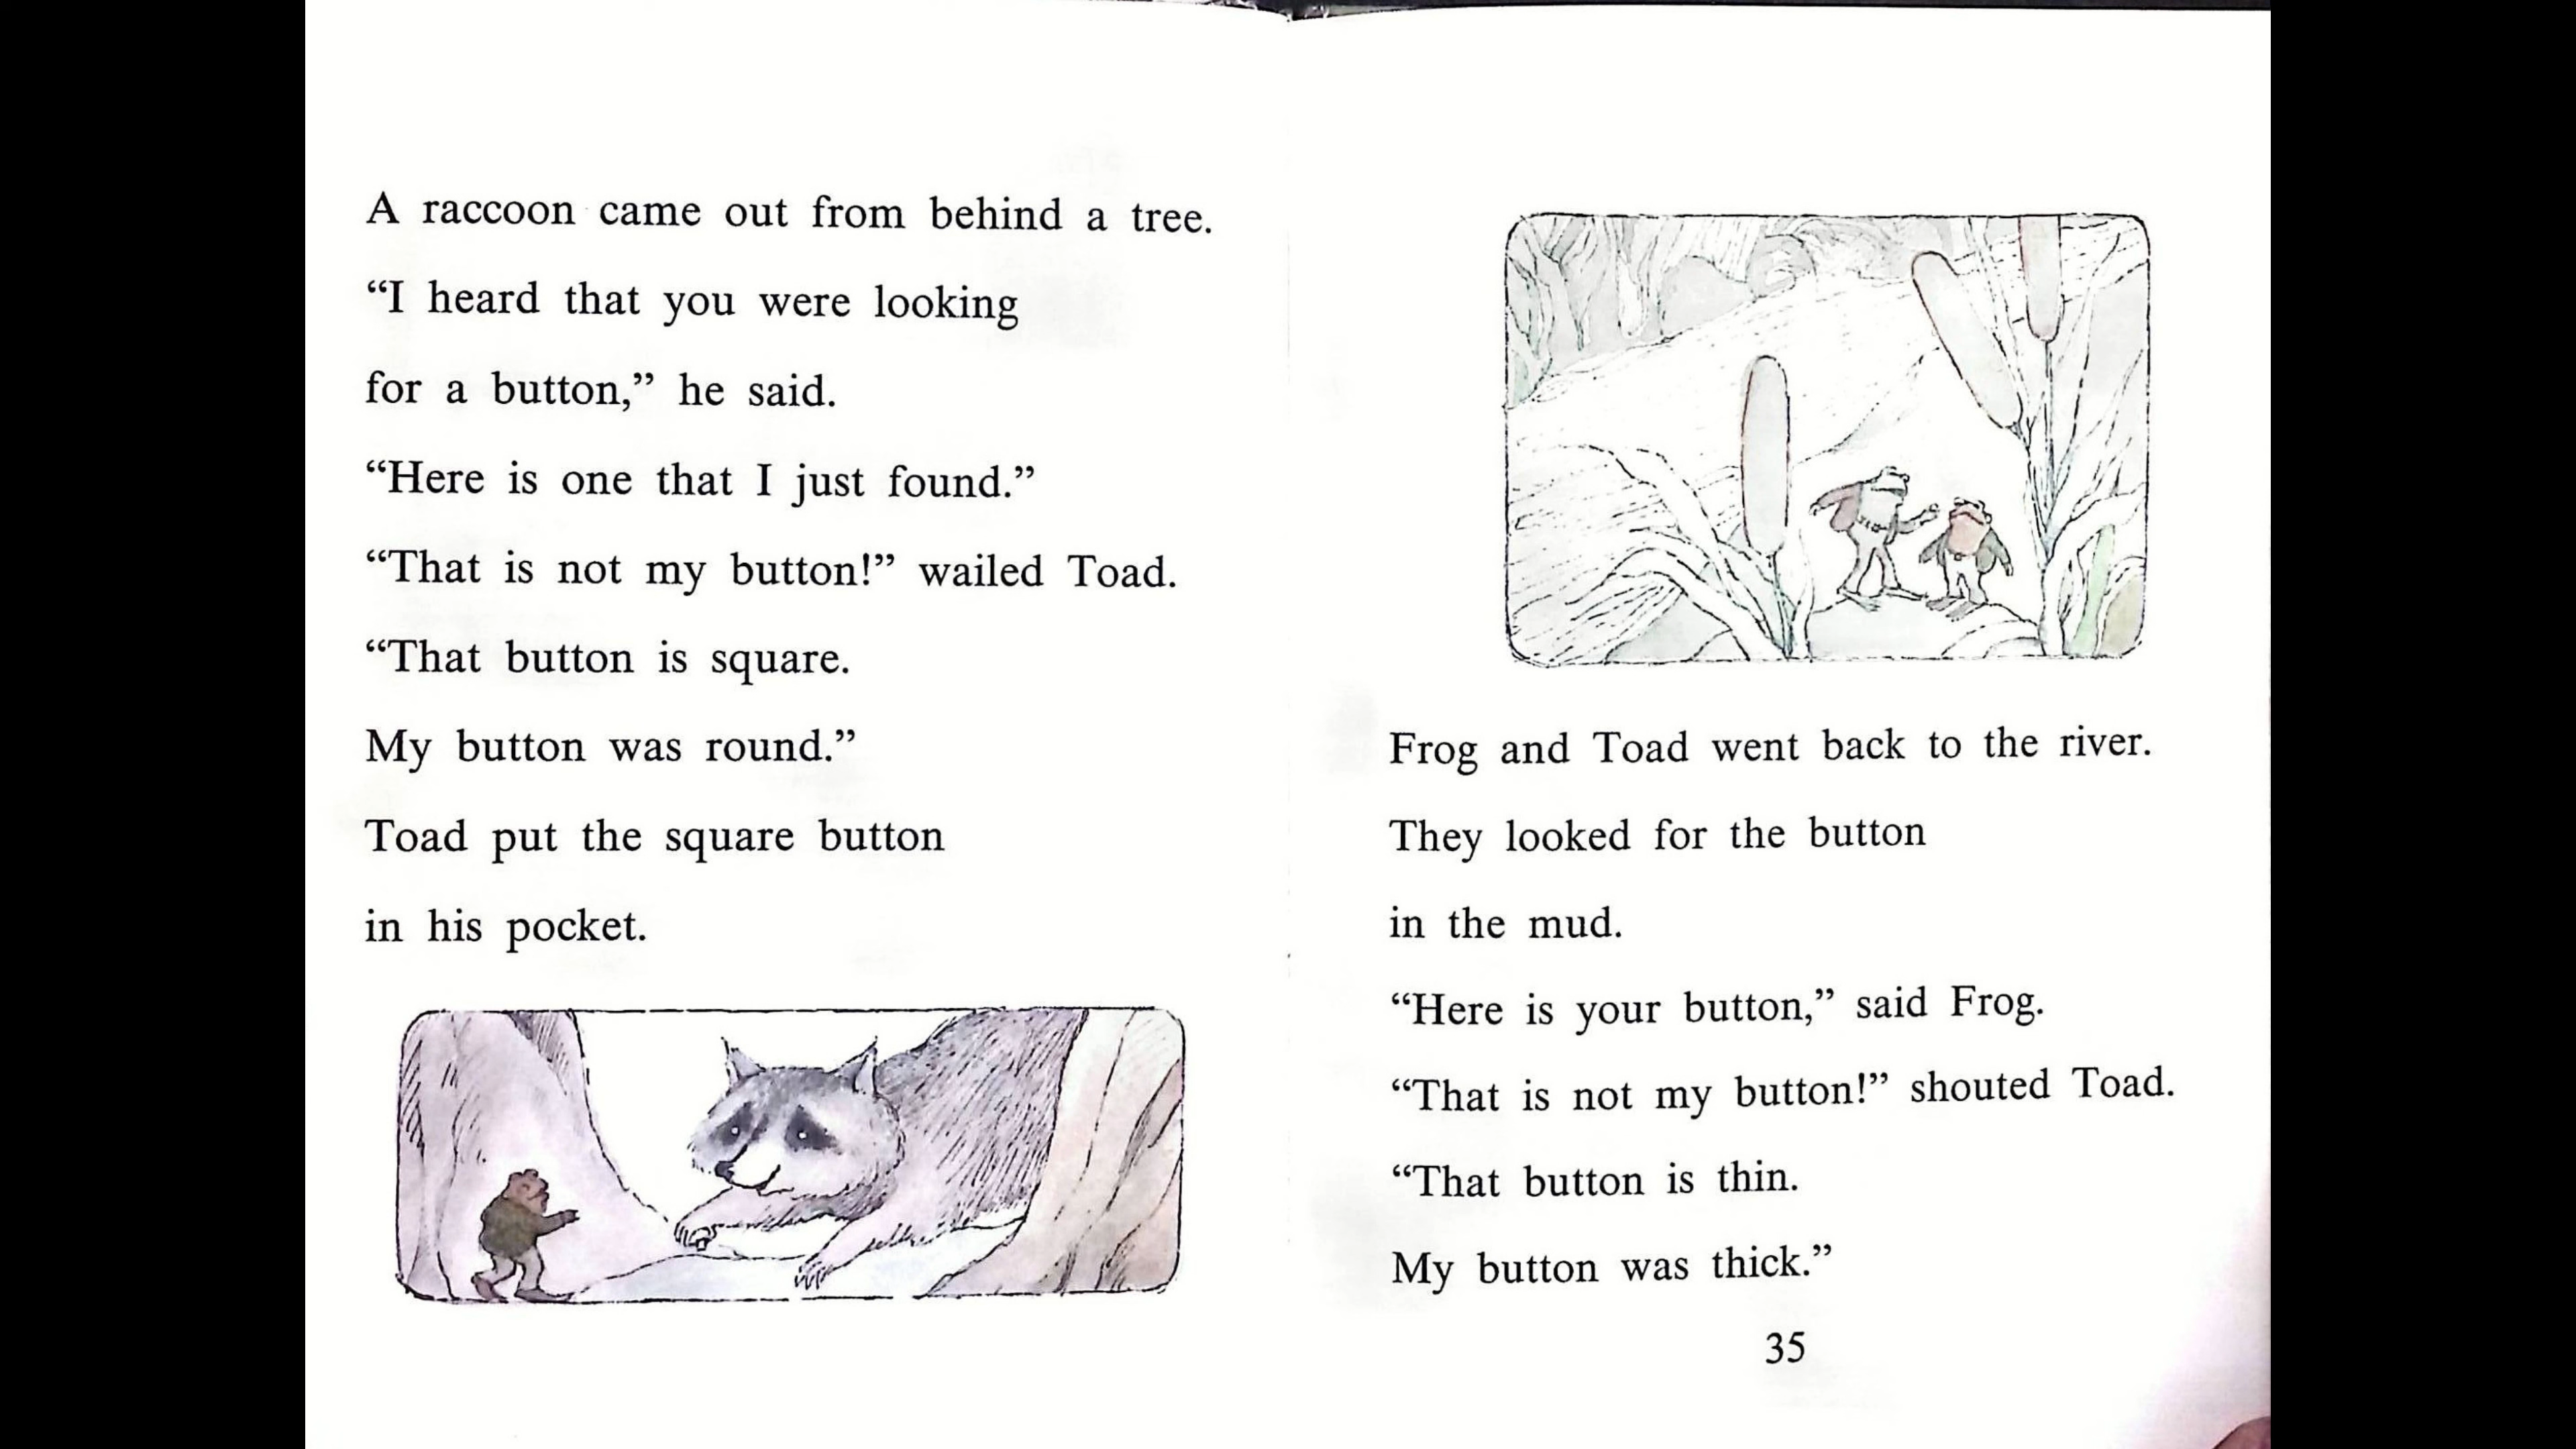 A raccoon came out from behind a tree.
“I heard that you were looking
for a button,” he said.
“Here is one that I just found.”
“That is not my button!” wailed Toad.
“That button is square.
My button was round.”
Toad put the square button
in his pocket.
Frog and Toad went back to the river.
They looked for the button
in the mud.
“Here is your button,” said Frog.
“That is not my button!” shouted Toad.
“That button is thin.
My button was thick.”
35